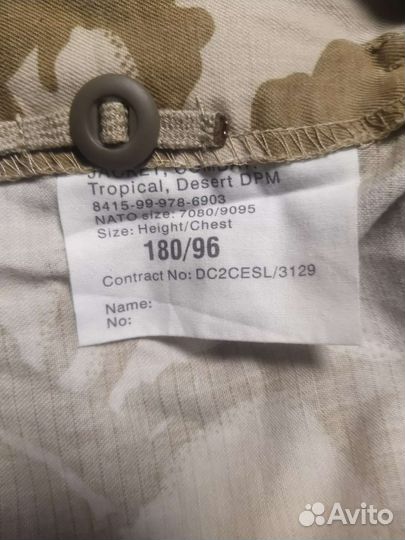 JACKET, COMBAT
Tropical, Desert DPM
8415-99-978-6903
NATO size: 7080/9095
Size: Height/Chest
180/96
Contract No: DC2CESL/3129
Name:
No:
Avito